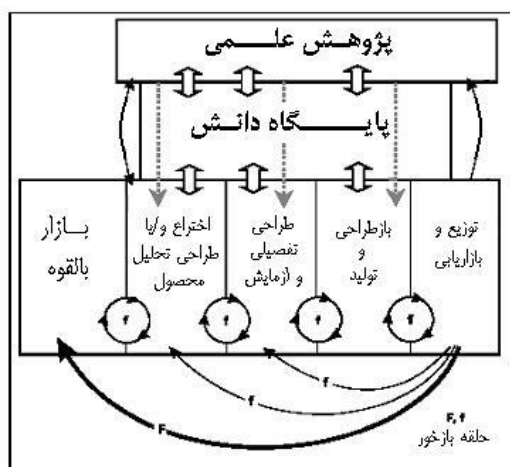 پژوهش علمی
پایگاه دانش
بازار
بالقوه
اختراع و/یا
طراحی تحلیل
محصول
طراحی
تفصیلی
و آزمایش
بازطراحی
و
تولید
توزیع و
بازاریابی
f
f
f
f
f
f
F
F, f
حلقه بازخور